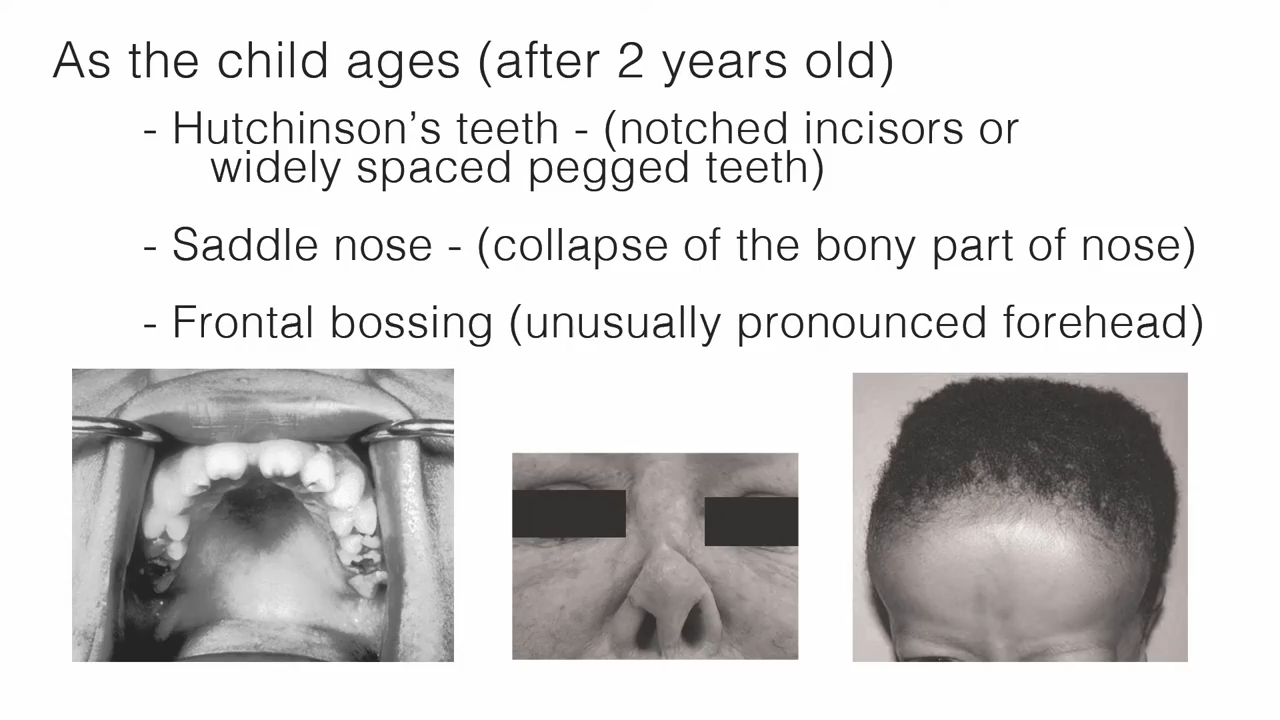 As the child ages (after 2 years old)
- Hutchinson's teeth - (notched incisors or
widely spaced pegged teeth)
- Saddle nose - (collapse of the bony part of nose)
- Frontal bossing (unusually pronounced forehead)